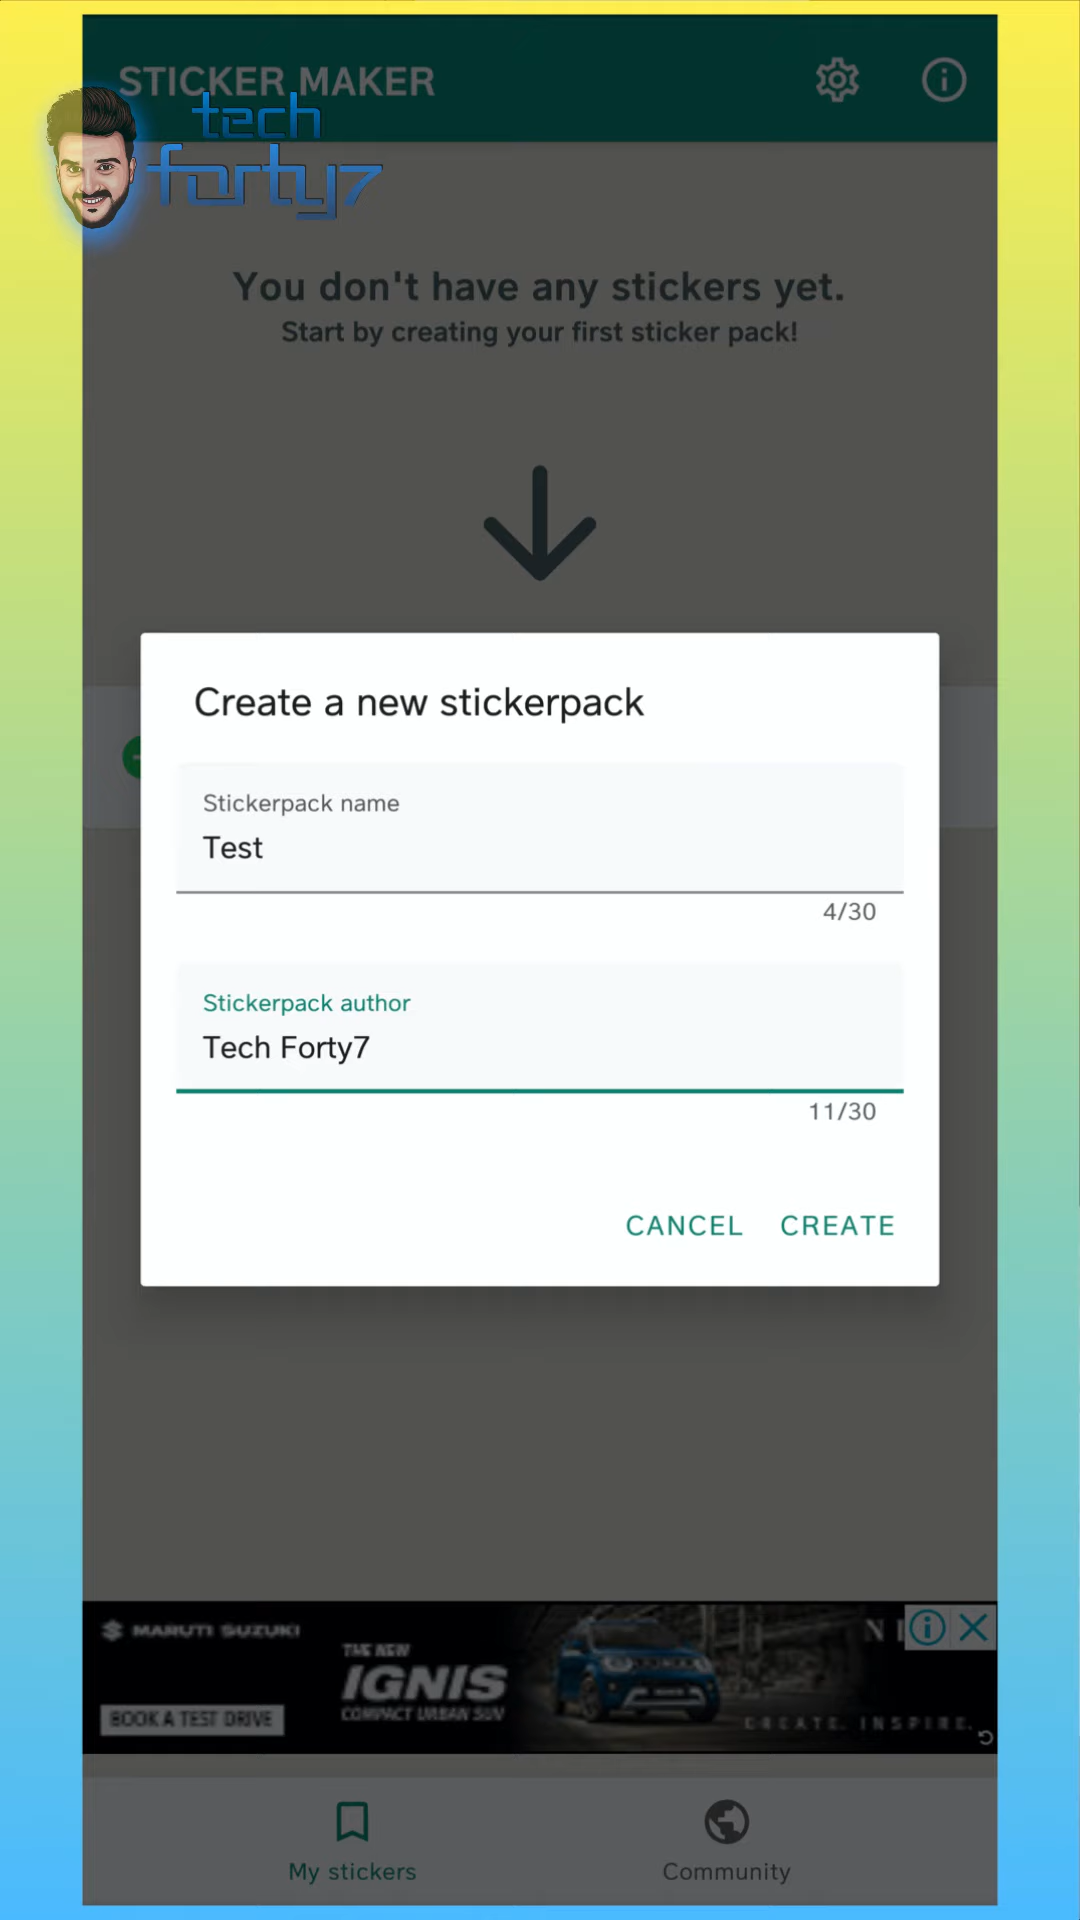 STICKER MAKER
tech
forty7
You don't have any stickers yet.
Start by creating your first sticker pack!
Create a new stickerpack
Stickerpack name
Test
4/30
Stickerpack author
Tech Forty7
11/30
CANCEL CREATE
MARUTI SUZUKI
THE NEW
IGNIS
COMPACT URBAN SUV
BOOK A TEST DRIVE
CREATE. INSPIRE.
My stickers
Community